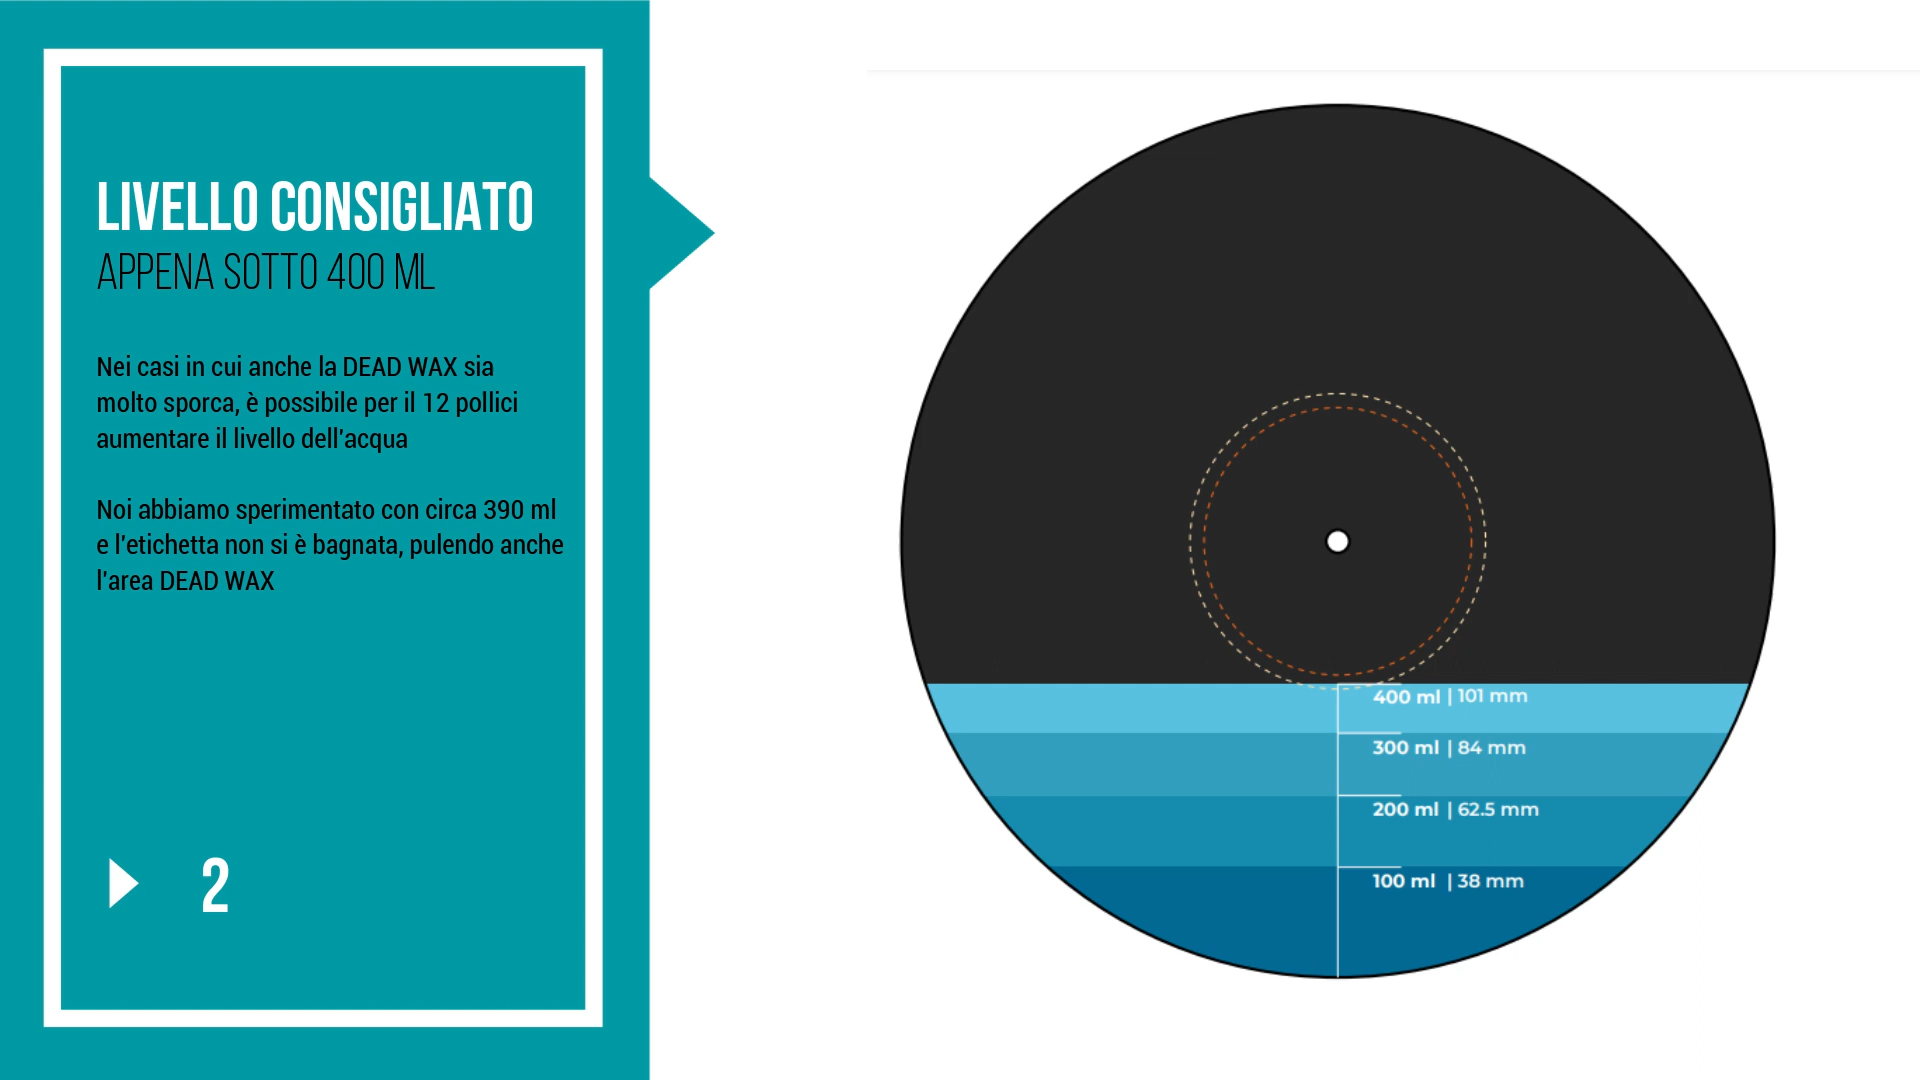 LIVELLO CONSIGLIATO
APPENA SOTTO 400 ML
Nei casi in cui anche la DEAD WAX sia
molto sporca, è possibile per il 12 pollici
aumentare il livello dell'acqua
Noi abbiamo sperimentato con circa 390 ml
e l'etichetta non si è bagnata, pulendo anche
l'area DEAD WAX
2
400 ml | 101 mm
300 ml | 84 mm
200 ml | 62.5 mm
100 ml | 38 mm